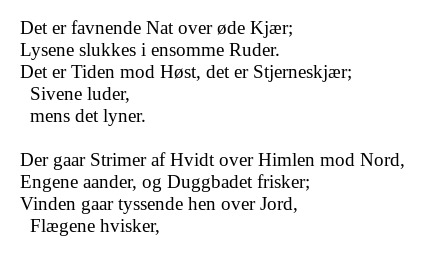 Det er favnende Nat over øde Kjær;
Lysene slukkes i ensomme Ruder.
Det er Tiden mod Høst, det er Stjerneskjær;
Sivene luder,
mens det lyner.

Der gaar Strimer af Hvidt over Himlen mod Nord,
Engene aander, og Duggbadet frisker;
Vinden gaar tyssende hen over Jord,
Flægene hvisker,